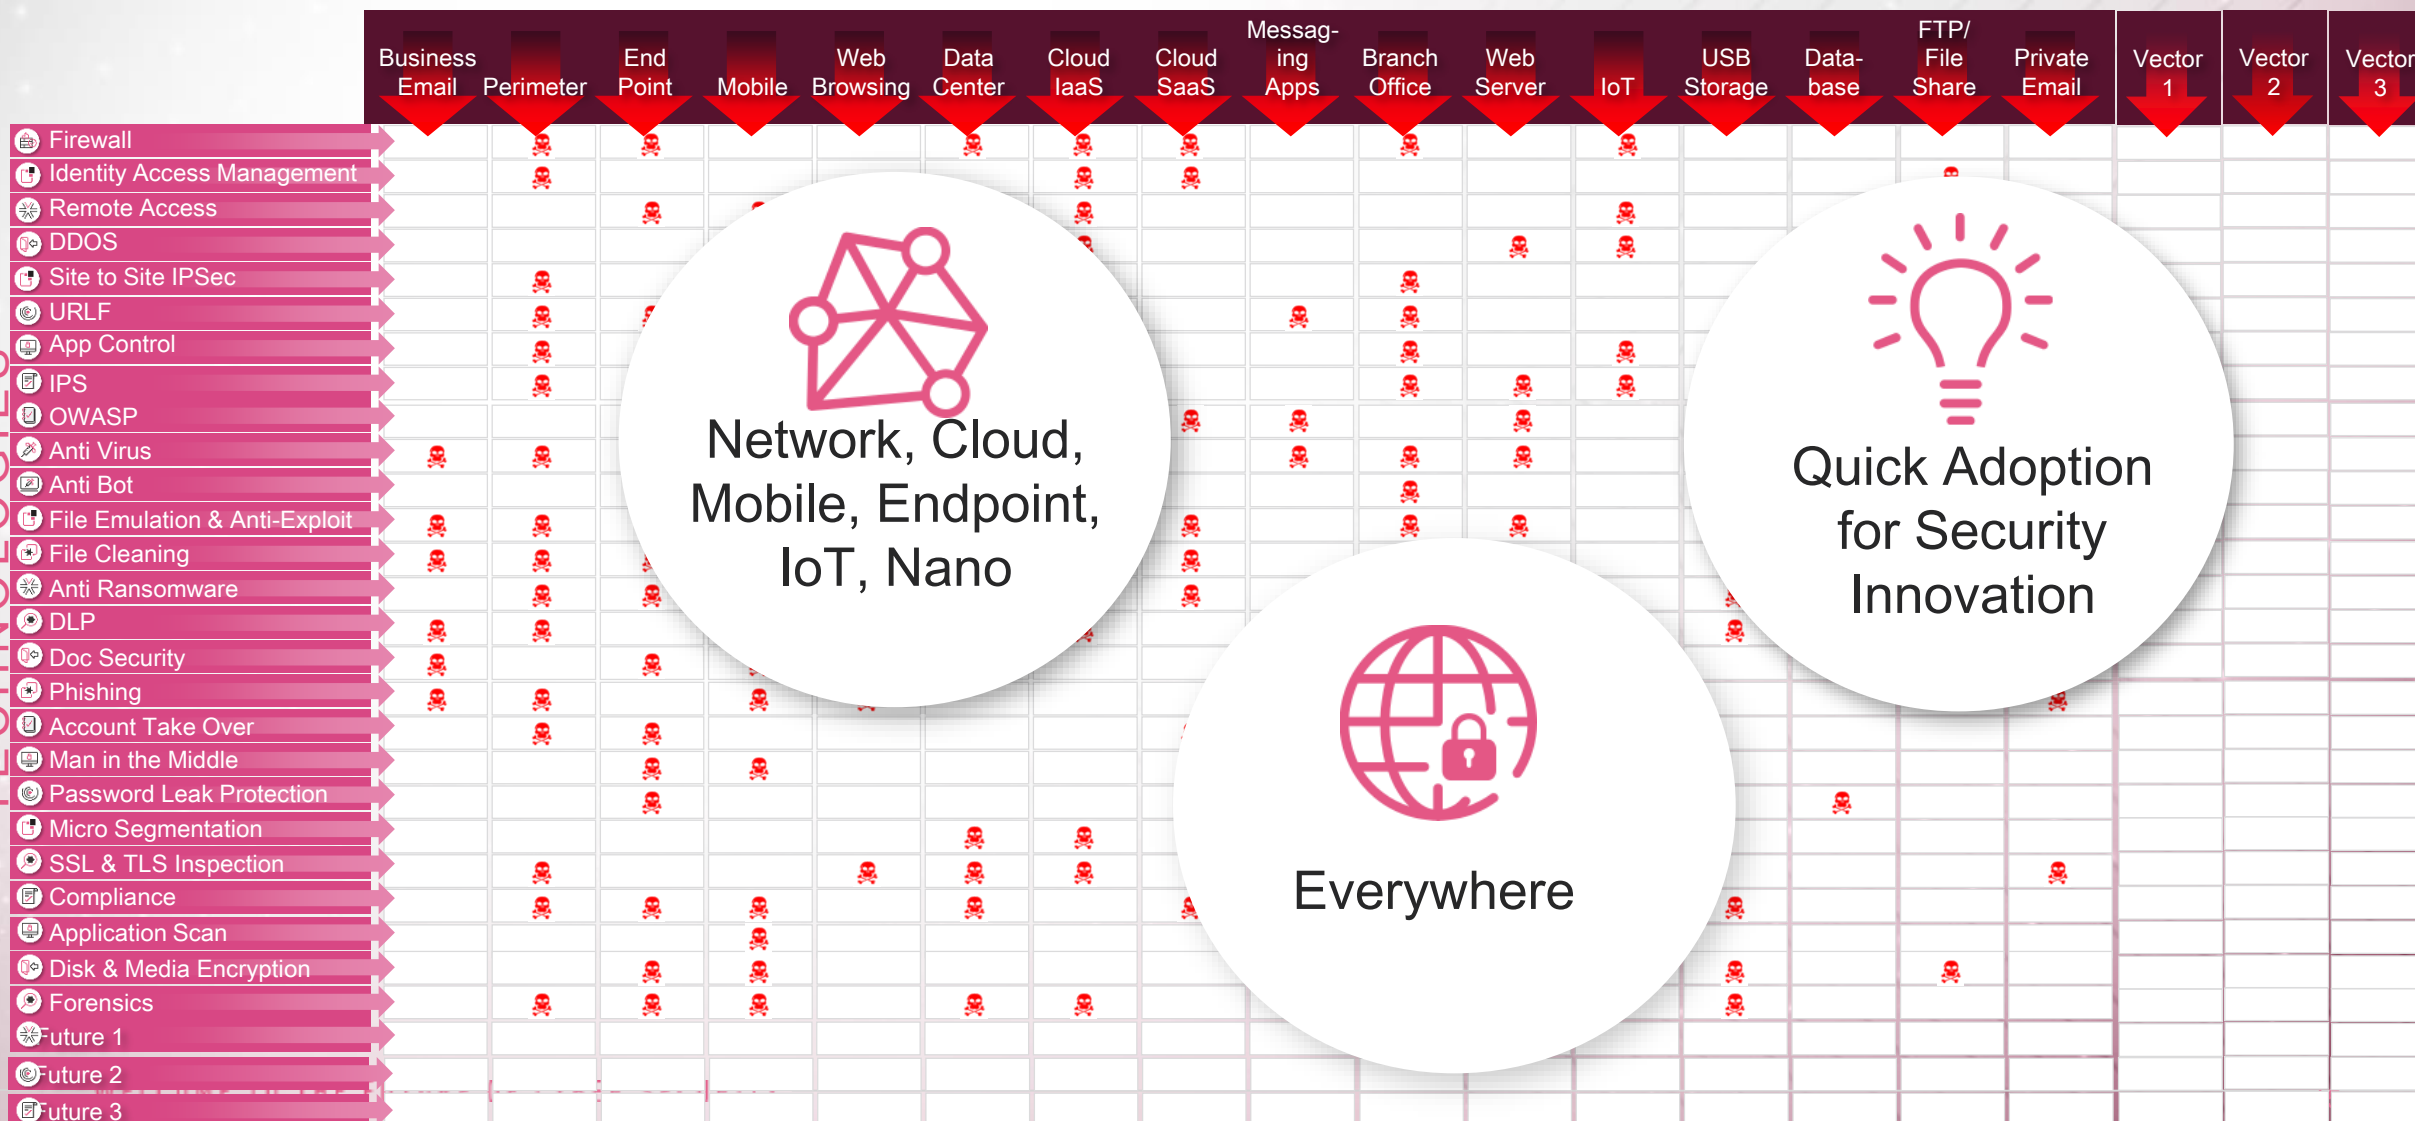 Business
Email
Perimeter
End
Point
Mobile
Web
Browsing
Data
Center
Cloud
IaaS
Cloud
SaaS
Messag-
ing
Apps
Branch
Office
Web
Server
IoT
USB
Storage
Data-
base
FTP/
File
Share
Private
Email
Vector
1
Vector
2
Vector
3
Firewall
Identity Access Management
Remote Access
DDOS
Site to Site IPSec
URLF
App Control
IPS
OWASP
Anti Virus
Anti Bot
File Emulation & Anti-Exploit
File Cleaning
Anti Ransomware
DLP
Doc Security
Phishing
Account Take Over
Man in the Middle
Password Leak Protection
Micro Segmentation
SSL & TLS Inspection
Compliance
Application Scan
Disk & Media Encryption
Forensics
Future 1
Future 2
Future 3
Network, Cloud,
Mobile, Endpoint,
IoT, Nano
Everywhere
Quick Adoption
for Security
Innovation